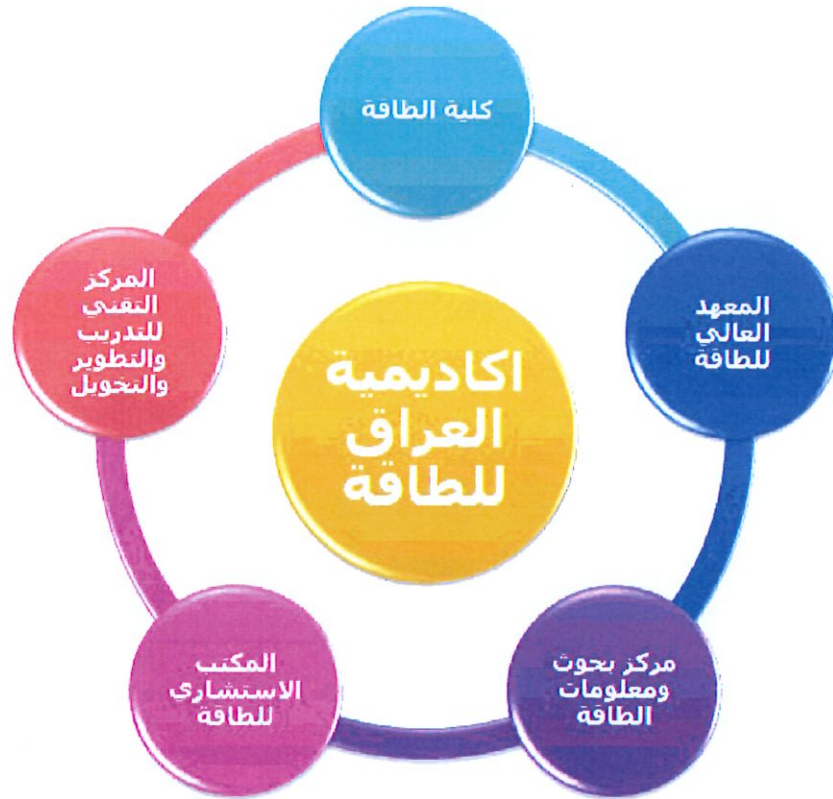 كلية الطاقة
المعهد
العالي
للطاقة
مركز بحوث
ومعلومات
الطاقة
المكتب
الاستشاري
للطاقة
المركز
التقني
للتدريب
والتطوير
والتخويل
اكاديمية
العراق
للطاقة